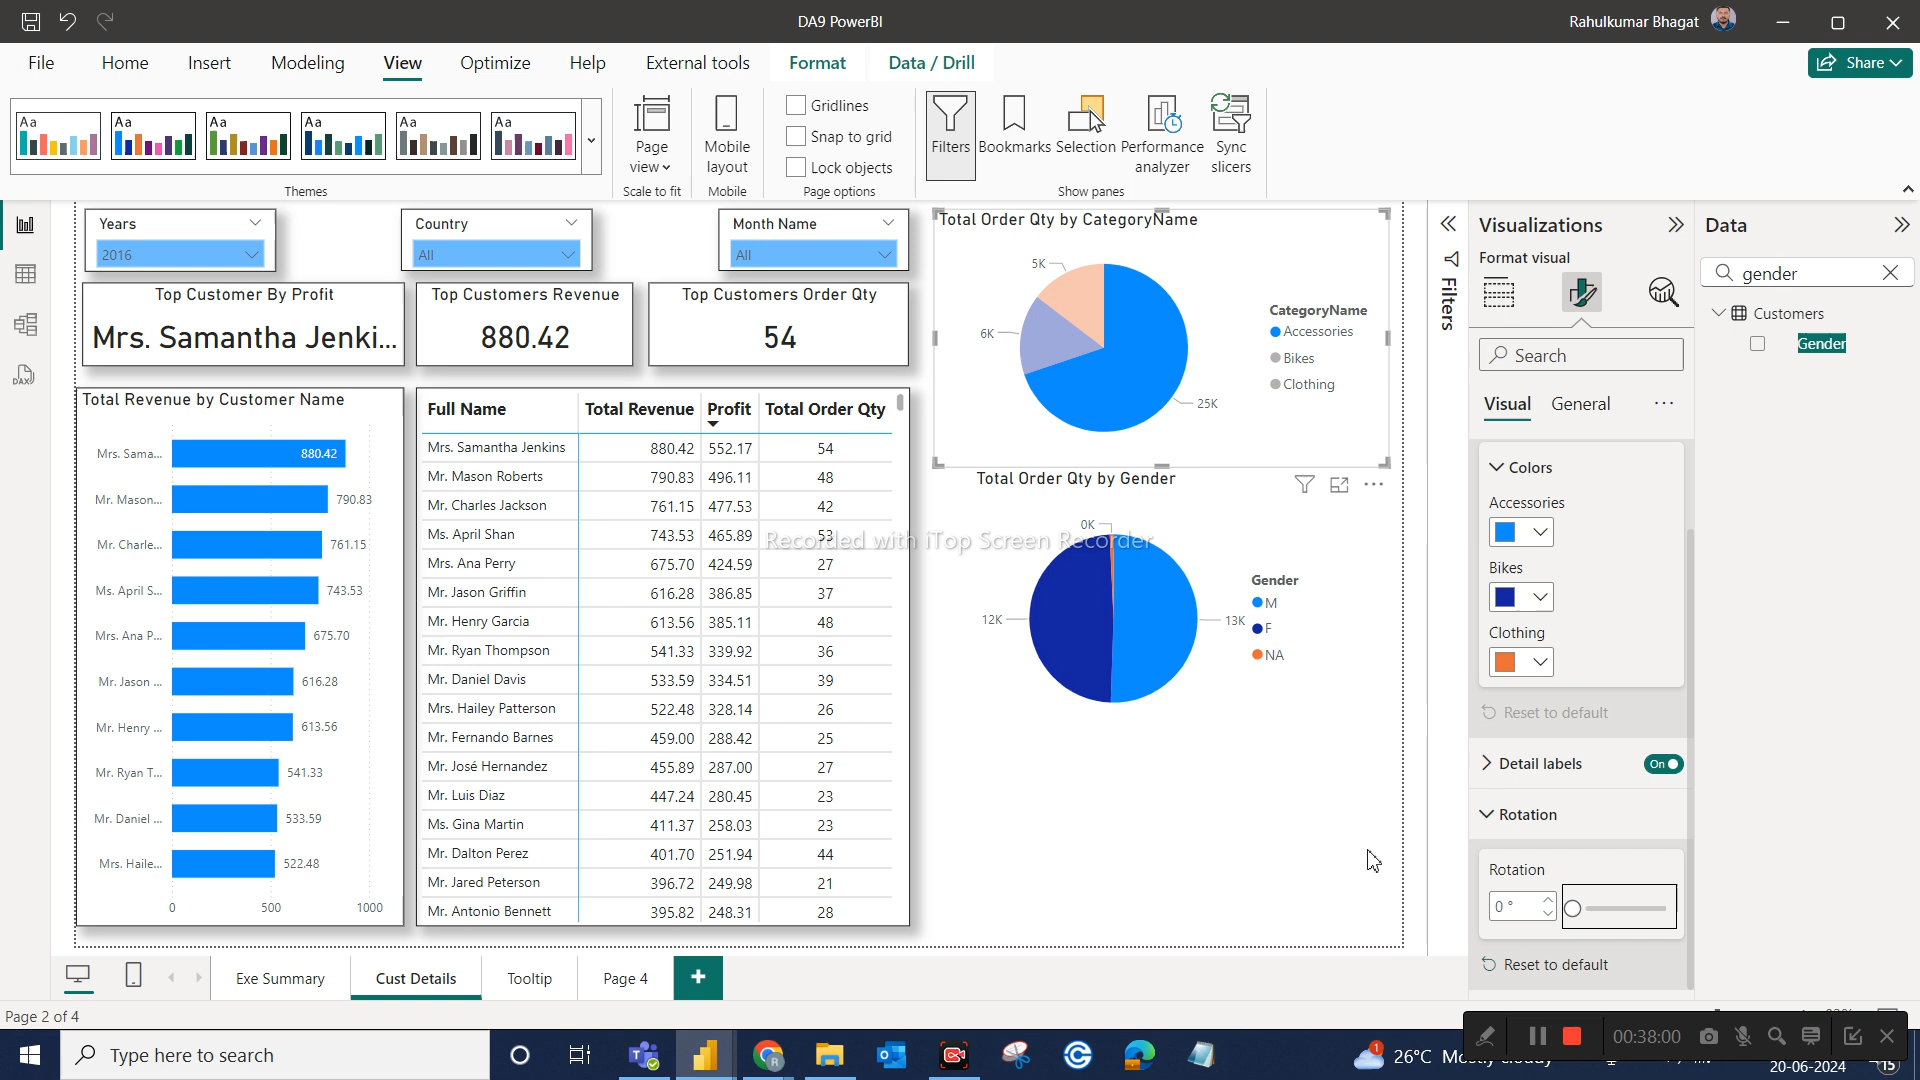 DA9 PowerBI
Rahulkumar Bhagat
File Home Insert Modeling View Optimize Help External tools Format Data / Drill
Share
Aa Aa Aa Aa Aa Aa
Page view
Mobile layout
Gridlines
Snap to grid
Lock objects
Filters
Bookmarks
Selection
Performance analyzer
Sync slicers
Themes Scale to fit Mobile Page options Show panes
Years
2016
Country
All
Month Name
All
Top Customer By Profit
Mrs. Samantha Jenki...
Top Customers Revenue
880.42
Top Customers Order Qty
54
Total Revenue by Customer Name
Mrs. Sama... 880.42
Mr. Mason... 790.83
Mr. Charle... 761.15
Ms. April S... 743.53
Mrs. Ana P... 675.70
Mr. Jason ... 616.28
Mr. Henry ... 613.56
Mr. Ryan T... 541.33
Mr. Daniel ... 533.59
Mrs. Haile... 522.48
0 500 1000
Full Name Total Revenue Profit Total Order Qty
Mrs. Samantha Jenkins 880.42 552.17 54
Mr. Mason Roberts 790.83 496.11 48
Mr. Charles Jackson 761.15 477.53 42
Ms. April Shan 743.53 465.89 53
Mrs. Ana Perry 675.70 424.59 27
Mr. Jason Griffin 616.28 386.85 37
Mr. Henry Garcia 613.56 385.11 48
Mr. Ryan Thompson 541.33 339.92 36
Mr. Daniel Davis 533.59 334.51 39
Mrs. Hailey Patterson 522.48 328.14 26
Mr. Fernando Barnes 459.00 288.42 25
Mr. José Hernandez 455.89 287.00 27
Mr. Luis Diaz 447.24 280.45 23
Ms. Gina Martin 411.37 258.03 23
Mr. Dalton Perez 401.70 251.94 44
Mr. Jared Peterson 396.72 249.98 21
Mr. Antonio Bennett 395.82 248.31 28
Total Order Qty by CategoryName
5K
6K
25K
CategoryName
Accessories
Bikes
Clothing
Total Order Qty by Gender
0K
12K
13K
Gender
M
F
NA
Recorded with iTop Screen Recorder
Filters
Visualizations
Format visual
Search
Visual General
Colors
Accessories
Bikes
Clothing
Reset to default
Detail labels On
Rotation
Rotation
0 °
Reset to default
Data
gender
Customers
Gender
DAX
Exe Summary Cust Details Tooltip Page 4
Page 2 of 4
Type here to search
1
26°C
00:38:00
20-06-2024
15